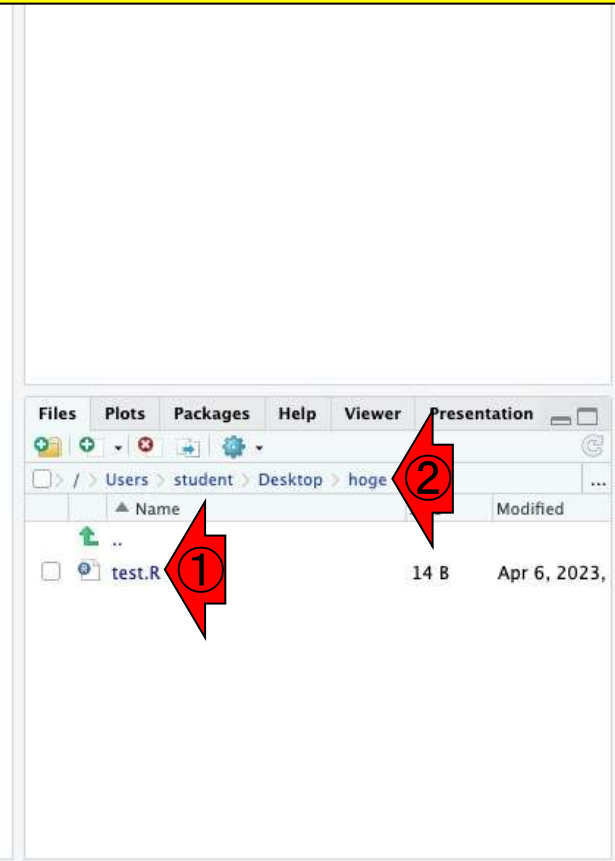 Files Plots Packages Help Viewer Presentation
/ Users student Desktop hoge ② ...
Name Modified
..
test.R ① 14 B Apr 6, 2023,